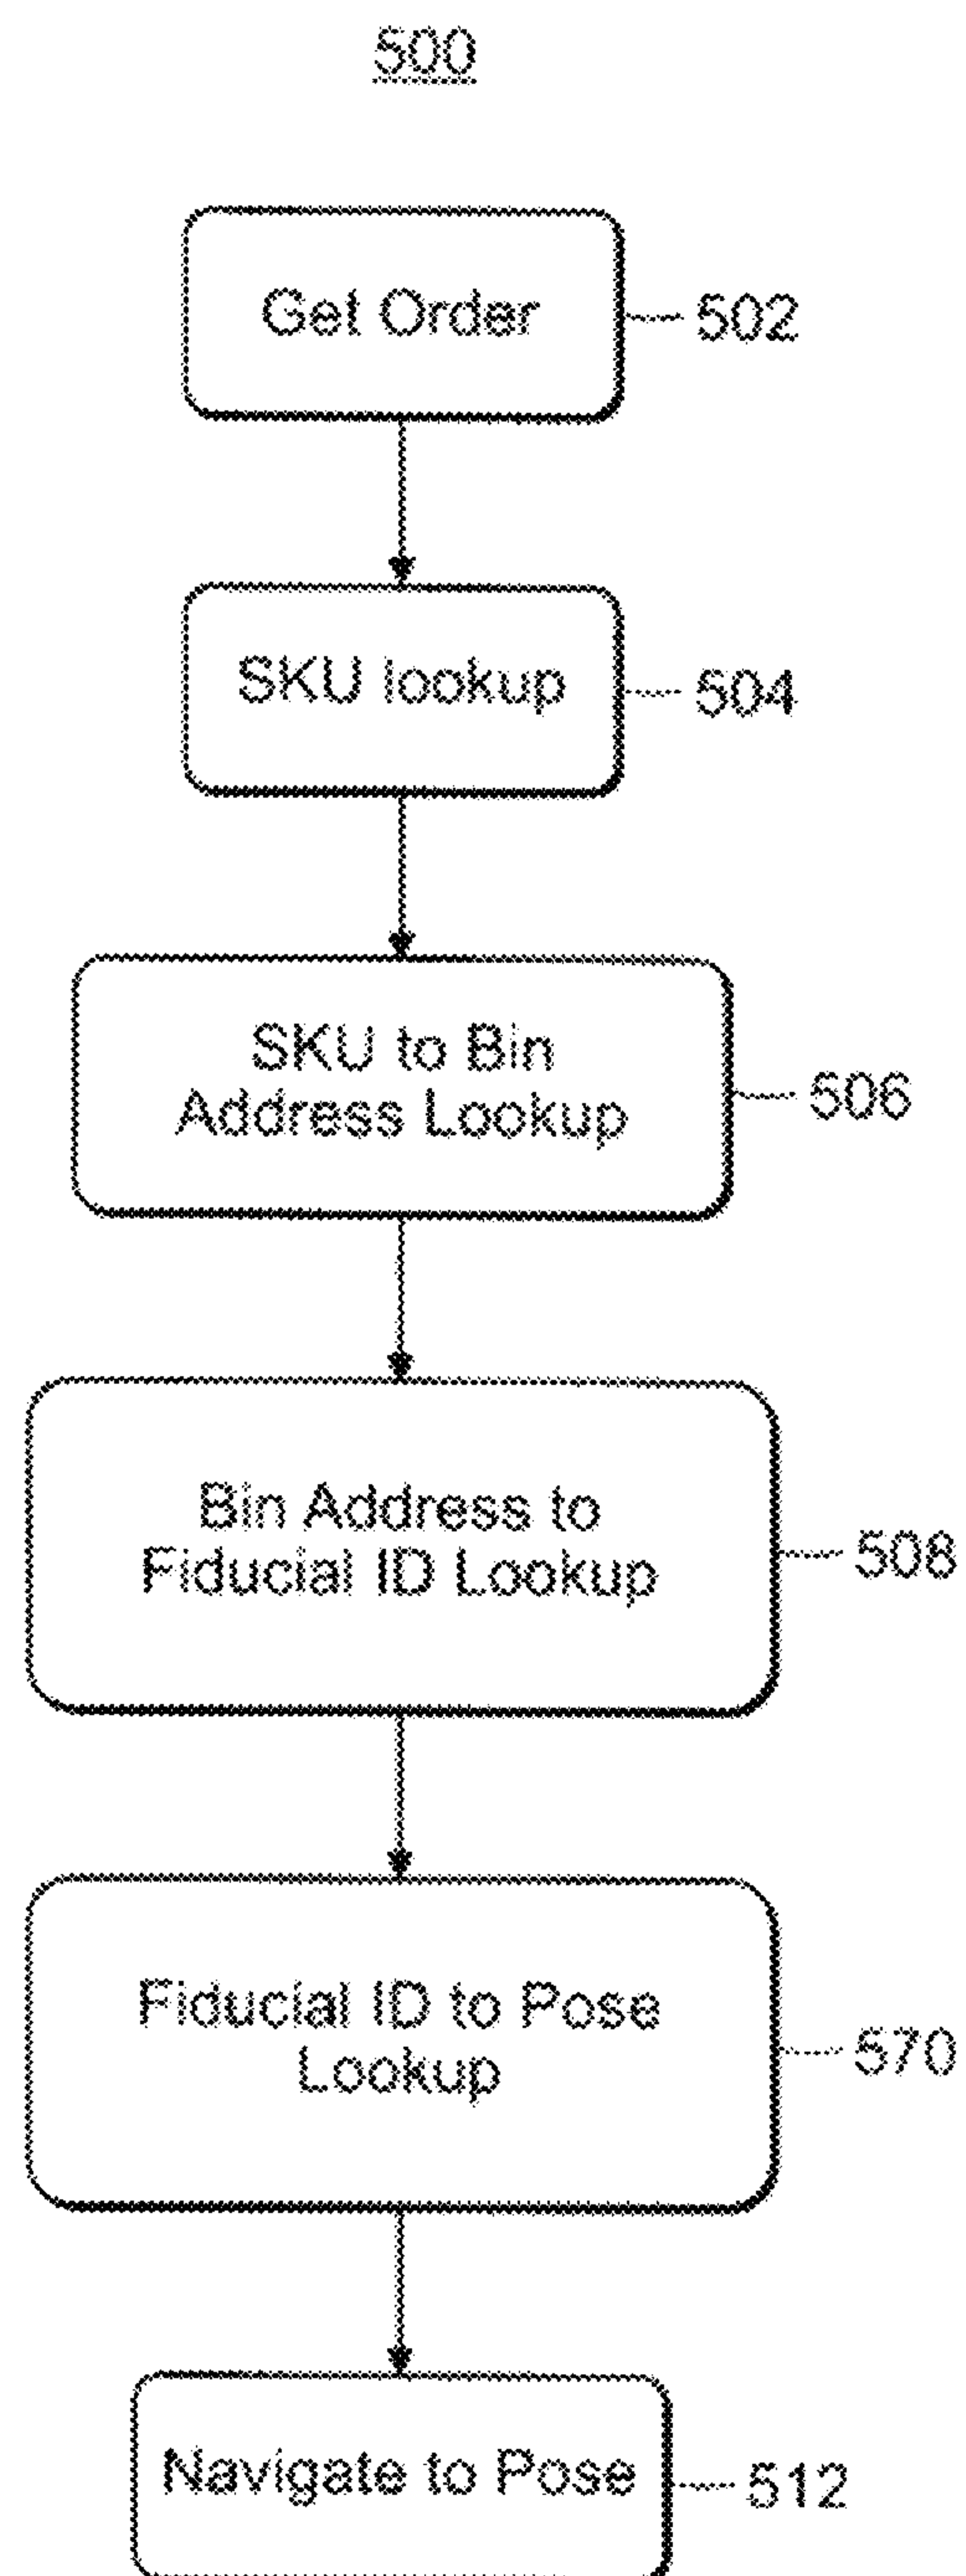 500
Get Order
502
SKU lookup
504
SKU to Bin
Address Lookup
506
Bin Address to
Fiducial ID Lookup
508
Fiducial ID to Pose
Lookup
570
Navigate to Pose
512